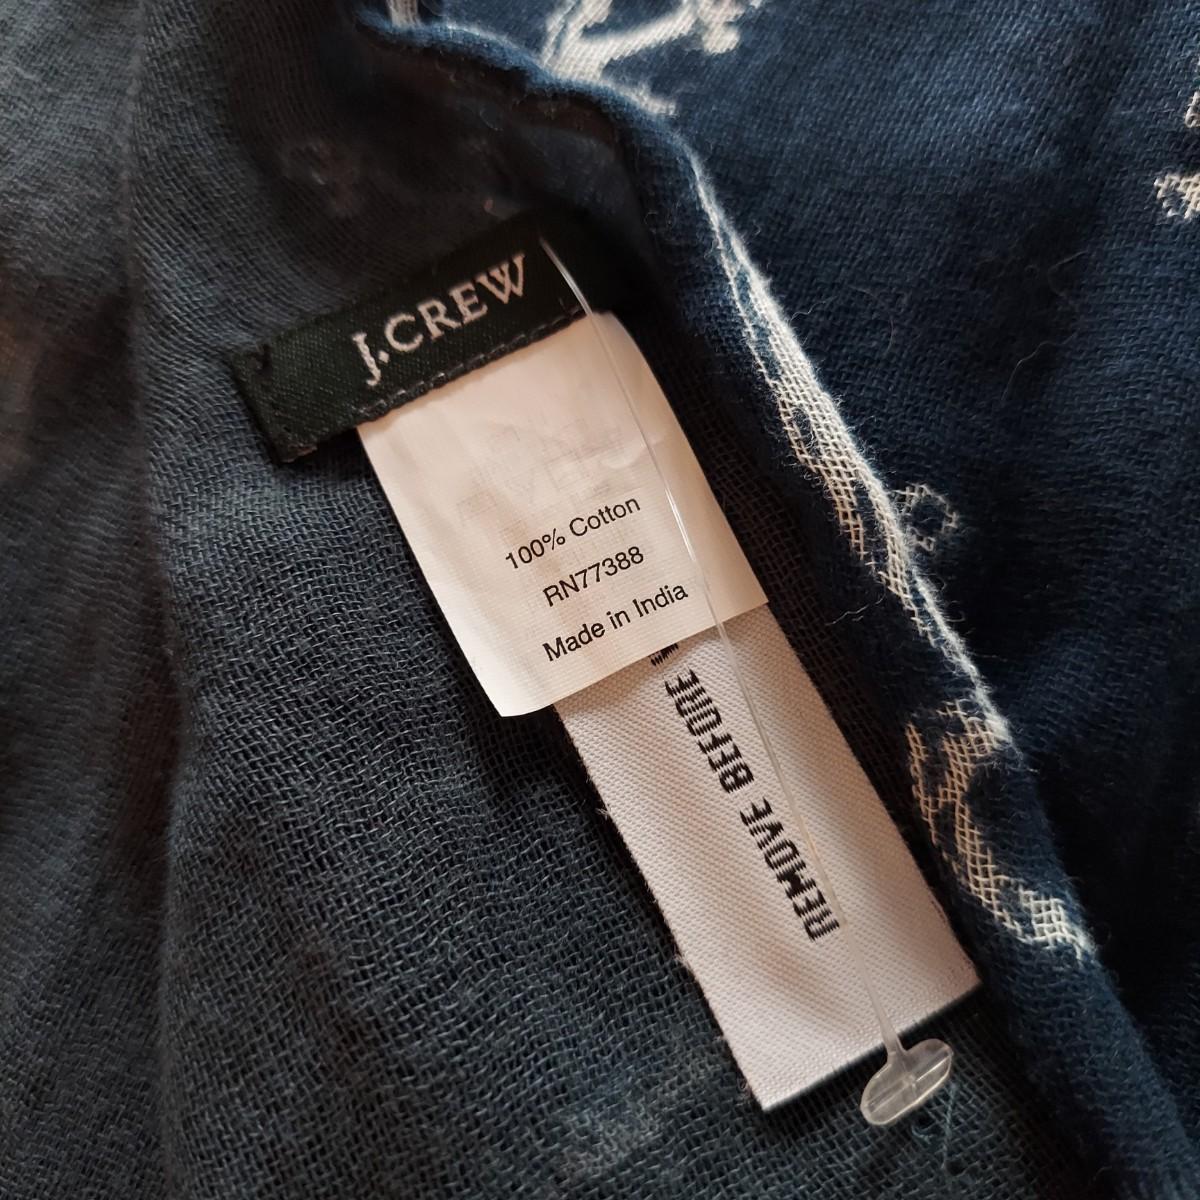 J.CREW
100% Cotton
RN77388
Made in India
REMOVE BEFORE